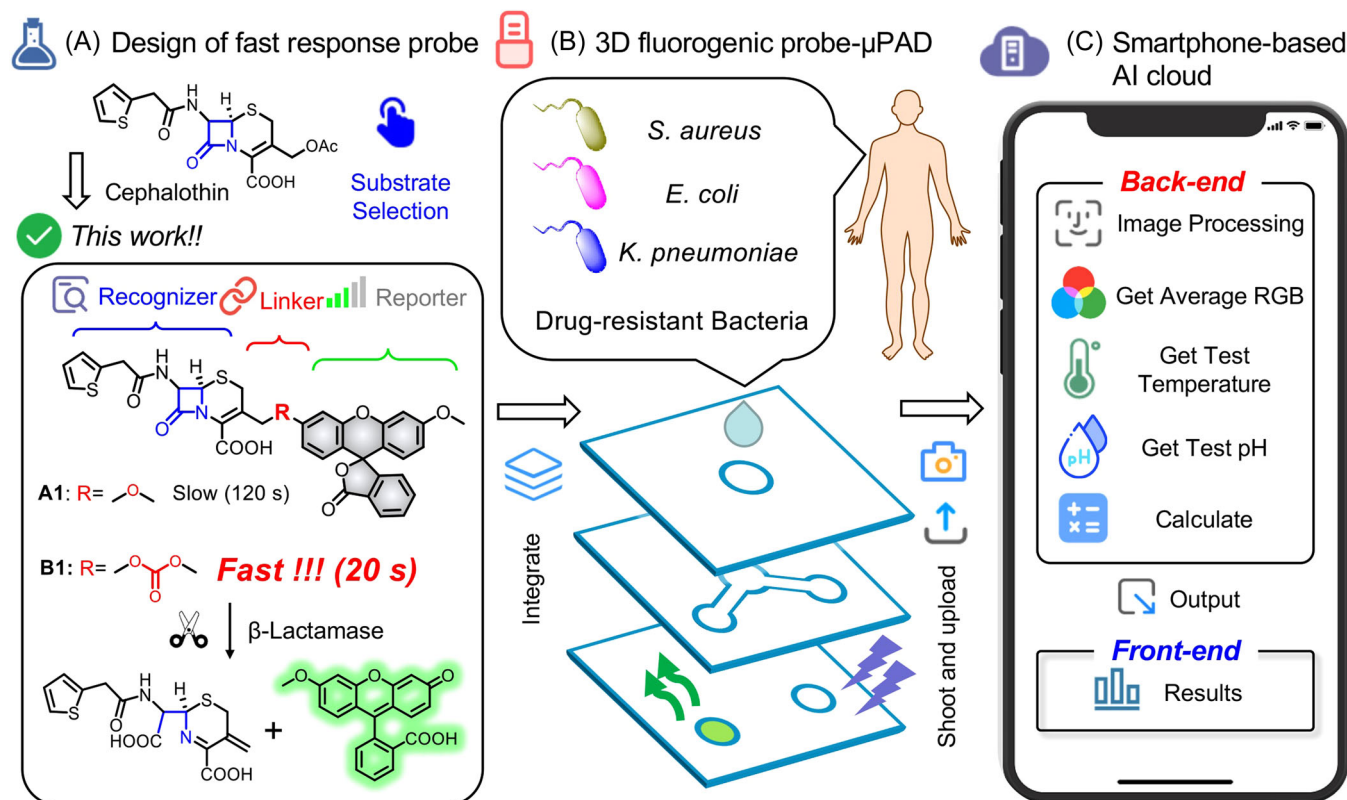 (A) Design of fast response probe
H
N
H
S
S
O
O
N
OAc
COOH
Cephalothin
Substrate
Selection
This work!!
Recognizer
Linker
Reporter
H
N
H
S
S
O
O
N
COOH
R
O
O
O
O
A1: R= O Slow (120 s)
B1: R= O O Fast !!! (20 s)
O
β-Lactamase
H
N
H
S
S
O
HOOC
N
COOH
+
O
O
O
COOH
(B) 3D fluorogenic probe-μPAD
S. aureus
E. coli
K. pneumoniae
Drug-resistant Bacteria
Integrate
Shoot and upload
(C) Smartphone-based
AI cloud
Back-end
Image Processing
Get Average RGB
Get Test
Temperature
pH
Get Test pH
Calculate
Output
Front-end
Results